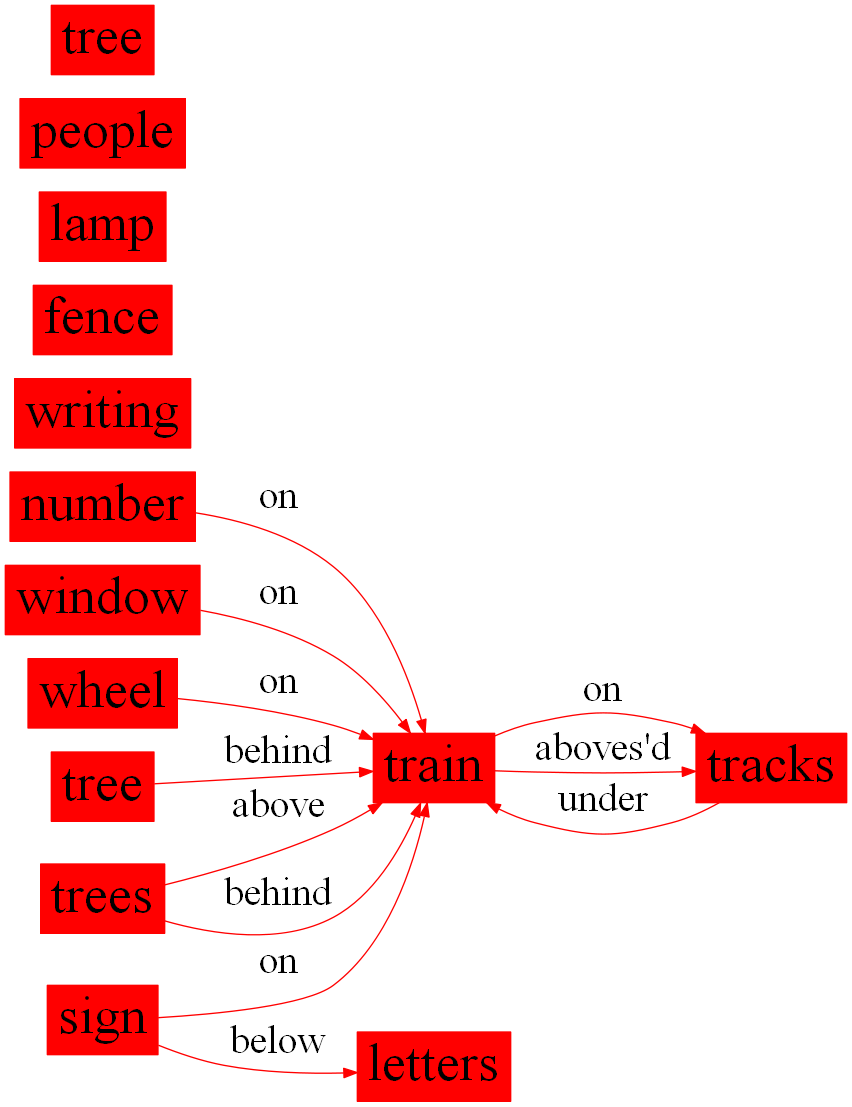 tree
people
lamp
fence
writing
number
on
window
on
wheel
on
on
tree
behind
train
aboves'd
tracks
above
under
trees
behind
on
sign
below
letters